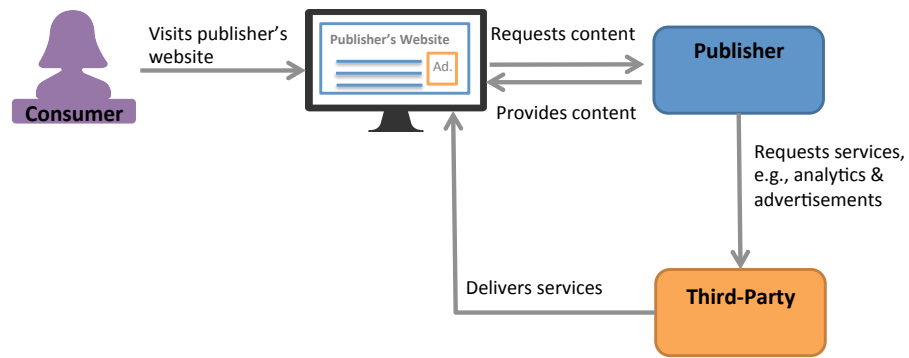 Visits publisher’s
website
Consumer
Publisher’s Website
Ad.
Requests content
Provides content
Publisher
Requests services,
e.g., analytics &
advertisements
Delivers services
Third-Party